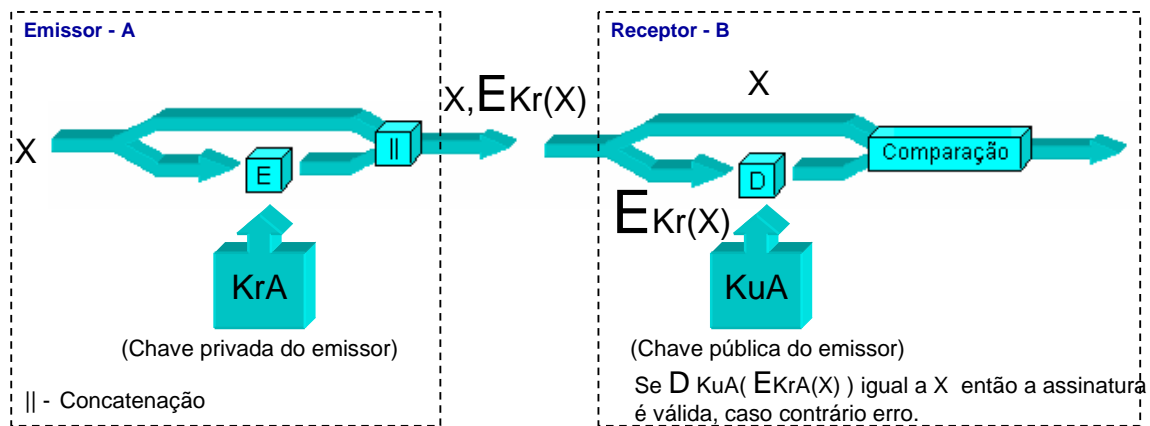 Emissor - A
X
E
||
KrA
(Chave privada do emissor)
|| - Concatenação
X,EKr(X)
Receptor - B
X
D
Comparação
EKr(X)
KuA
(Chave pública do emissor)
Se D KuA( EKrA(X) ) igual a X então a assinatura
é válida, caso contrário erro.